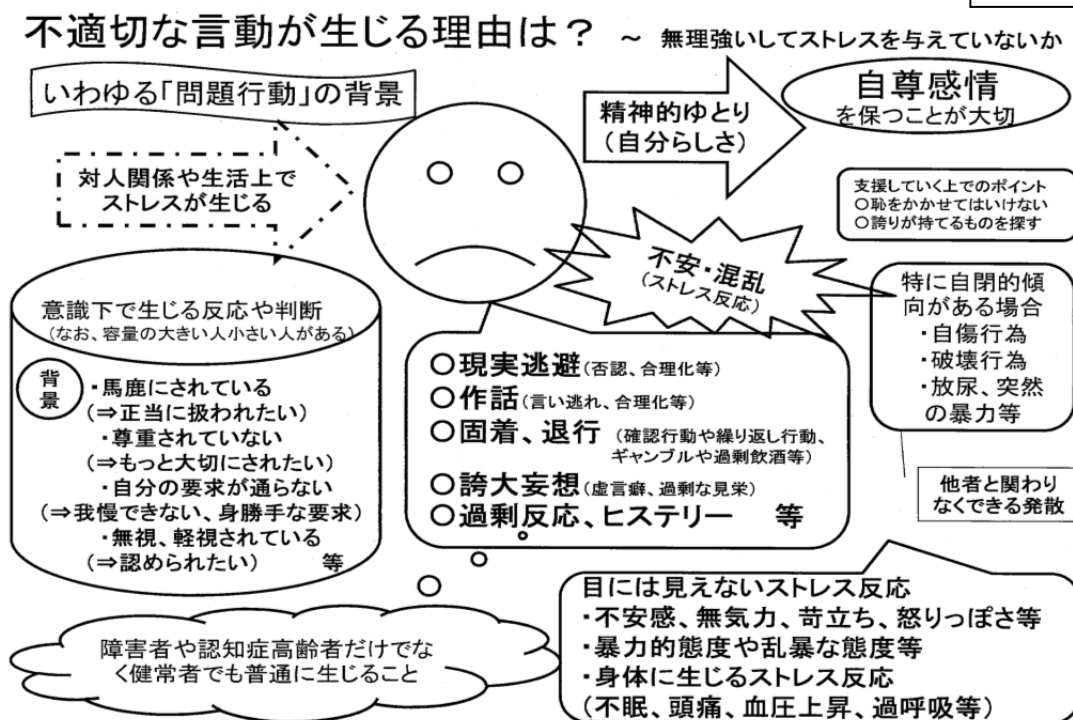 不適切な言動が生じる理由は？ ～ 無理強いしてストレスを与えていないか
いわゆる「問題行動」の背景
対人関係や生活上で
ストレスが生じる
精神的ゆとり
（自分らしさ）
自尊感情
を保つことが大切
支援していく上でのポイント
○恥をかかせてはいけない
○誇りが持てるものを探す
不安・混乱
（ストレス反応）
特に自閉的傾
向がある場合
・自傷行為
・破壊行為
・放尿、突然
の暴力等
他者と関わり
なくできる発散
意識下で生じる反応や判断
（なお、容量の大きい人小さい人がある）
背
景
・馬鹿にされている
（⇒正当に扱われたい）
・尊重されていない
（⇒もっと大切にされたい）
・自分の要求が通らない
（⇒我慢できない、身勝手な要求）
・無視、軽視されている
（⇒認められたい） 等
○現実逃避（否認、合理化等）
○作話（言い逃れ、合理化等）
○固着、退行 （確認行動や繰り返し行動、
ギャンブルや過剰飲酒等）
○誇大妄想（虚言癖、過剰な見栄）
○過剰反応、ヒステリー 等
障害者や認知症高齢者だけでな
く健常者でも普通に生じること
目には見えないストレス反応
・不安感、無気力、苛立ち、怒りっぽさ等
・暴力的態度や乱暴な態度等
・身体に生じるストレス反応
（不眠、頭痛、血圧上昇、過呼吸等）